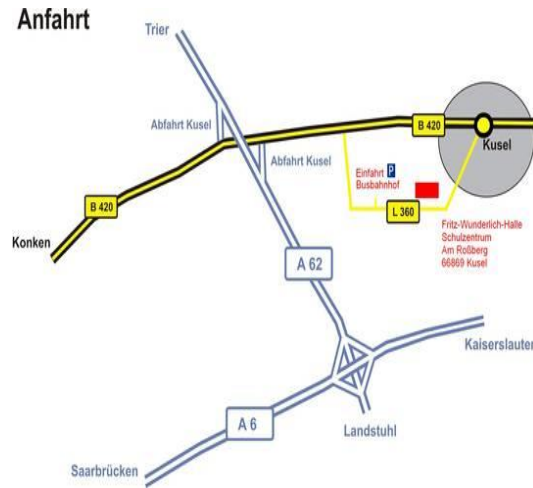 Anfahrt
Trier
Abfahrt Kusel
B 420
Kusel
Abfahrt Kusel
Einfahrt P
Busbahnhof
B 420
L 360
Fritz-Wunderlich-Halle
Schulzentrum
Am Roßberg
66869 Kusel
Konken
A 62
Kaiserslauter
A 6
Landstuhl
Saarbrücken